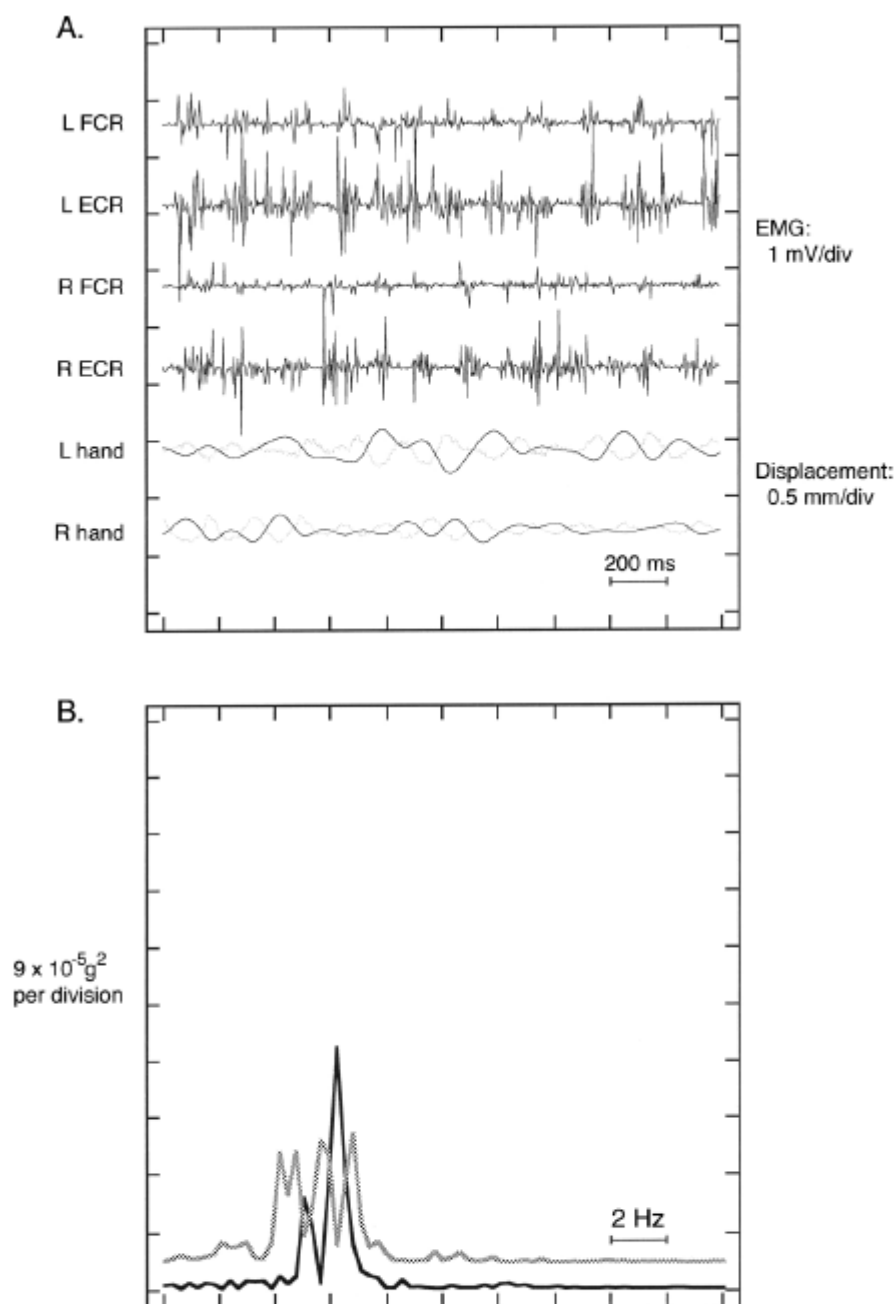 A.
L FCR
L ECR
R FCR
R ECR
L hand
R hand
EMG:
1 mV/div
Displacement:
0.5 mm/div
200 ms
B.
9 x 10⁻⁵g²
per division
2 Hz